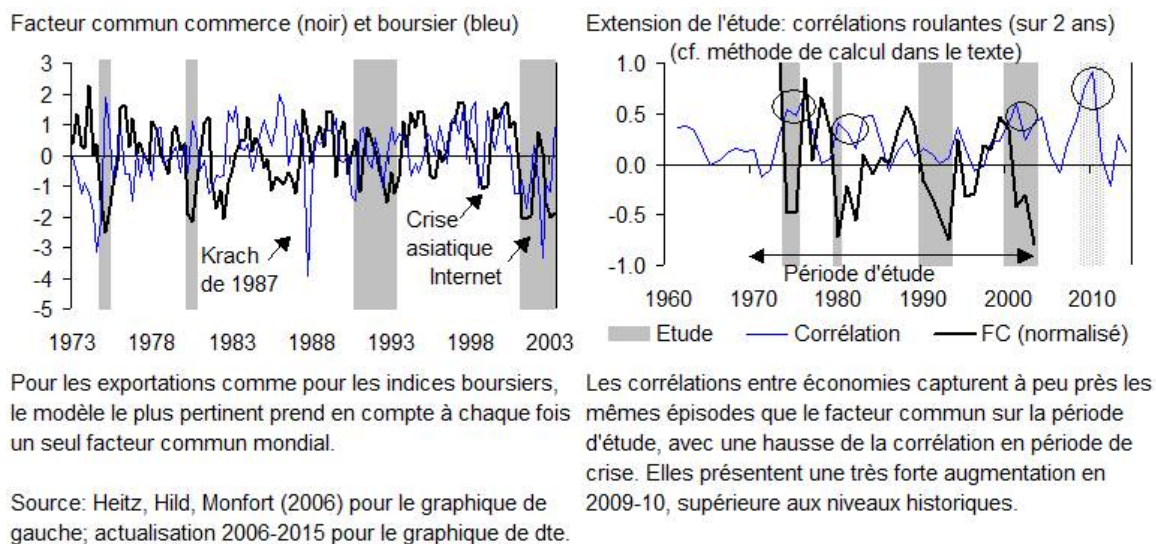 Facteur commun commerce (noir) et boursier (bleu)
3
2
1
0
-1
-2
-3
-4
-5
Krach
de 1987
Crise
asiatique
Internet
1973 1978 1983 1988 1993 1998 2003
Pour les exportations comme pour les indices boursiers,
le modèle le plus pertinent prend en compte à chaque fois
un seul facteur commun mondial.
Source: Heitz, Hild, Monfort (2006) pour le graphique de
gauche; actualisation 2006-2015 pour le graphique de dte.
Extension de l'étude: corrélations roulantes (sur 2 ans)
(cf. méthode de calcul dans le texte)
1.0
0.5
0.0
-0.5
-1.0
Période d'étude
1960 1970 1980 1990 2000 2010
Etude Corrélation FC (normalisé)
Les corrélations entre économies capturent à peu près les
mêmes épisodes que le facteur commun sur la période
d'étude, avec une hausse de la corrélation en période de
crise. Elles présentent une très forte augmentation en
2009-10, supérieure aux niveaux historiques.